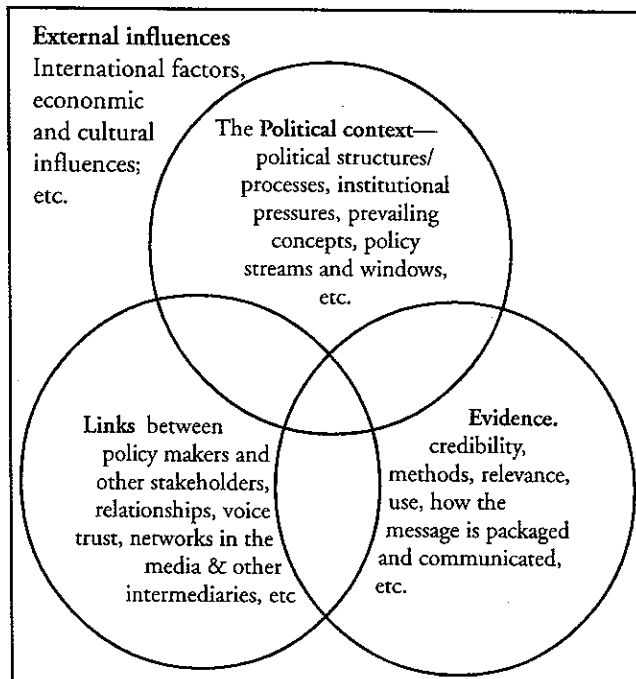 External influences
International factors,
econonmic
and cultural
influences;
etc.
The Political context—
political structures/
processes, institutional
pressures, prevailing
concepts, policy
streams and windows,
etc.
Links between
policy makers and
other stakeholders,
relationships, voice
trust, networks in the
media & other
intermediaries, etc
Evidence.
credibility,
methods, relevance,
use, how the
message is packaged
and communicated,
etc.